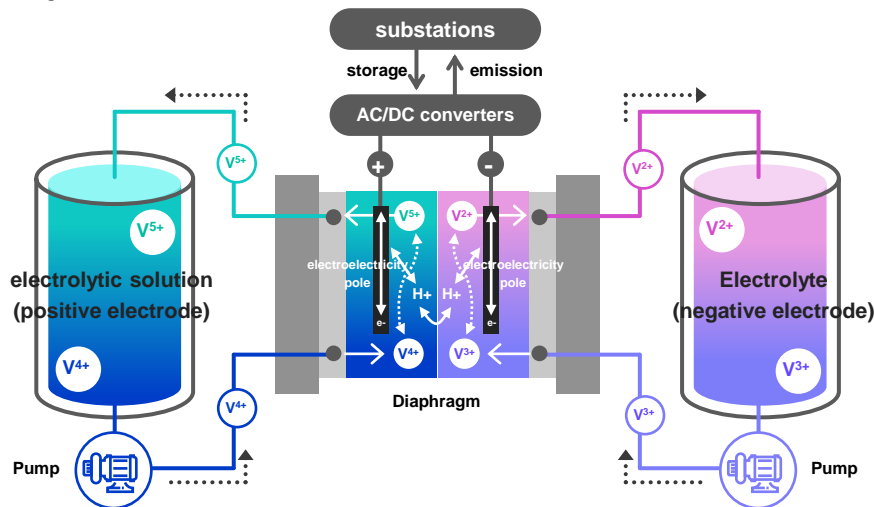 substations
storage
emission
AC/DC converters
+
-
V5+
V2+
V5+
V2+
V5+
V2+
electrolytic solution
(positive electrode)
electroelectricity
pole
electroelectricity
pole
Electrolyte
(negative electrode)
H+
H+
e-
e-
V4+
V3+
V4+
V3+
Diaphragm
V4+
V3+
Pump
Pump